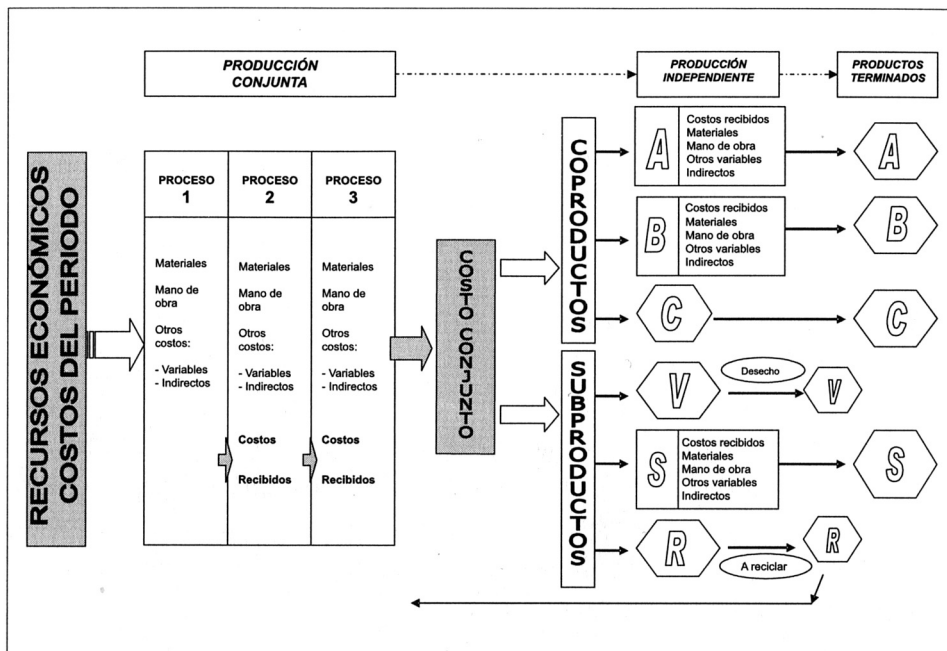 PRODUCCIÓN
CONJUNTA
PRODUCCIÓN
INDEPENDIENTE
PRODUCTOS
TERMINADOS
RECURSOS ECONÓMICOS
COSTOS DEL PERIODO
PROCESO
1
Materiales
Mano de
obra
Otros
costos:
- Variables
- Indirectos
PROCESO
2
Materiales
Mano de
obra
Otros
costos:
- Variables
- Indirectos
Costos
Recibidos
PROCESO
3
Materiales
Mano de
obra
Otros
costos:
- Variables
- Indirectos
Costos
Recibidos
COSTO CONJUNTO
COPRODUCTOS
A
Costos recibidos
Materiales
Mano de obra
Otros variables
Indirectos
A
B
Costos recibidos
Materiales
Mano de obra
Otros variables
Indirectos
B
C
C
SUBPRODUCTOS
V
Desecho
V
S
Costos recibidos
Materiales
Mano de obra
Otros variables
Indirectos
S
R
A reciclar
R